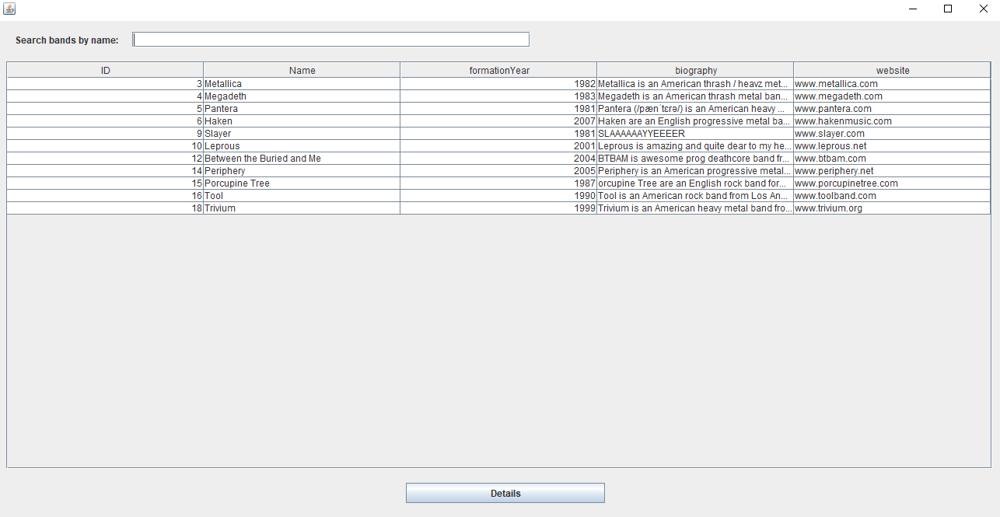 Search bands by name:
ID Name formationYear biography website
3 Metallica 1982 Metallica is an American thrash / heavz met... www.metallica.com
4 Megadeth 1983 Megadeth is an American thrash metal ban... www.megadeth.com
5 Pantera 1981 Pantera (/pænˈtɛrə/) is an American heavy ... www.pantera.com
6 Haken 2007 Haken are an English progressive metal ba... www.hakenmusic.com
9 Slayer 1981 SLAAAAAAYYEEEER www.slayer.com
10 Leprous 2001 Leprous is amazing and quite dear to my he... www.leprous.net
12 Between the Buried and Me 2004 BTBAM is awesome prog deathcore band fr... www.btbam.com
14 Periphery 2005 Periphery is an American progressive metal... www.periphery.net
15 Porcupine Tree 1987 orcupine Tree are an English rock band for... www.porcupinetree.com
16 Tool 1990 Tool is an American rock band from Los An... www.toolband.com
18 Trivium 1999 Trivium is an American heavy metal band fro... www.trivium.org
Details